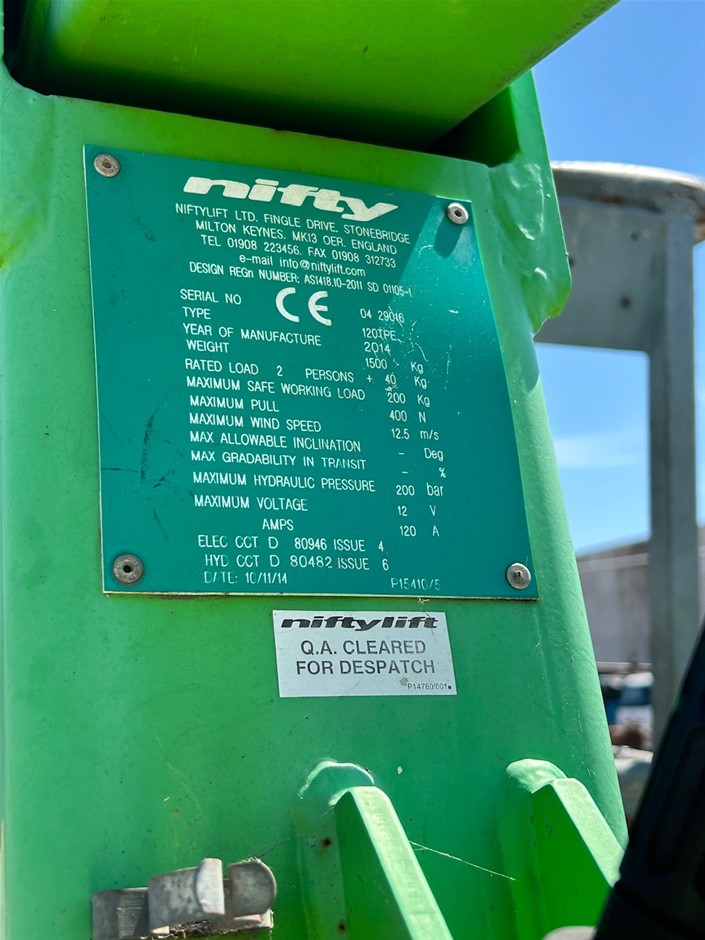 nifty
NIFTYLIFT LTD. FINGLE DRIVE. STONEBRIDGE
MILTON KEYNES. MK13 OER. ENGLAND
TEL 01908 223456. FAX 01908 312733
e-mail info@niftylift.com
DESIGN REGn NUMBER: AS1418.10-2011 SD 01105-1
CE
SERIAL NO 04 29016
TYPE 120TPE
YEAR OF MANUFACTURE 2014
WEIGHT 1500 Kg
RATED LOAD 2 PERSONS + 40 Kg
MAXIMUM SAFE WORKING LOAD 200 Kg
MAXIMUM PULL 400 N
MAXIMUM WIND SPEED 12.5 m/s
MAX ALLOWABLE INCLINATION - Deg
MAX GRADABILITY IN TRANSIT - %
MAXIMUM HYDRAULIC PRESSURE 200 bar
MAXIMUM VOLTAGE 12 V
AMPS 120 A
ELEC CCT D 80946 ISSUE 4
HYD CCT D 80482 ISSUE 6
DATE: 10/11/14 P15410/5
niftylift
Q.A. CLEARED
FOR DESPATCH
P14780/001